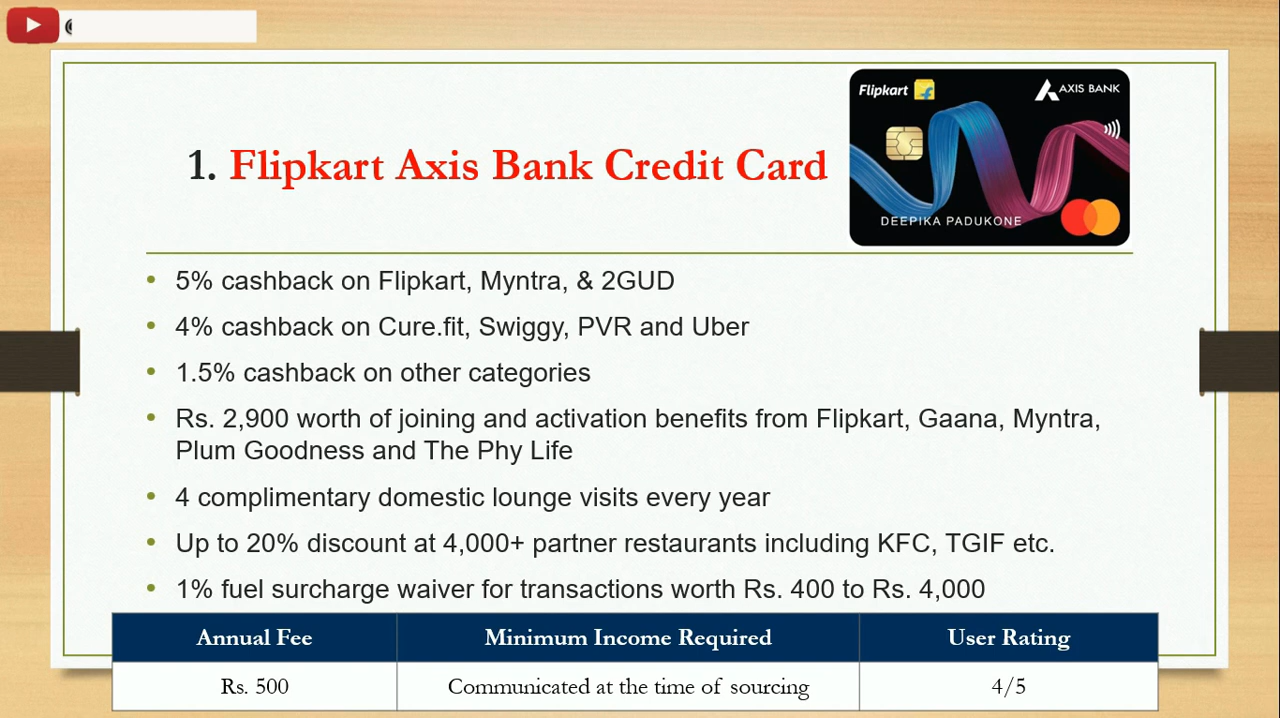 1. Flipkart Axis Bank Credit Card
Flipkart
AXIS BANK
DEEPIKA PADUKONE
• 5% cashback on Flipkart, Myntra, & 2GUD
• 4% cashback on Cure.fit, Swiggy, PVR and Uber
• 1.5% cashback on other categories
• Rs. 2,900 worth of joining and activation benefits from Flipkart, Gaana, Myntra,
Plum Goodness and The Phy Life
• 4 complimentary domestic lounge visits every year
• Up to 20% discount at 4,000+ partner restaurants including KFC, TGIF etc.
• 1% fuel surcharge waiver for transactions worth Rs. 400 to Rs. 4,000
Annual Fee Minimum Income Required User Rating
Rs. 500 Communicated at the time of sourcing 4/5